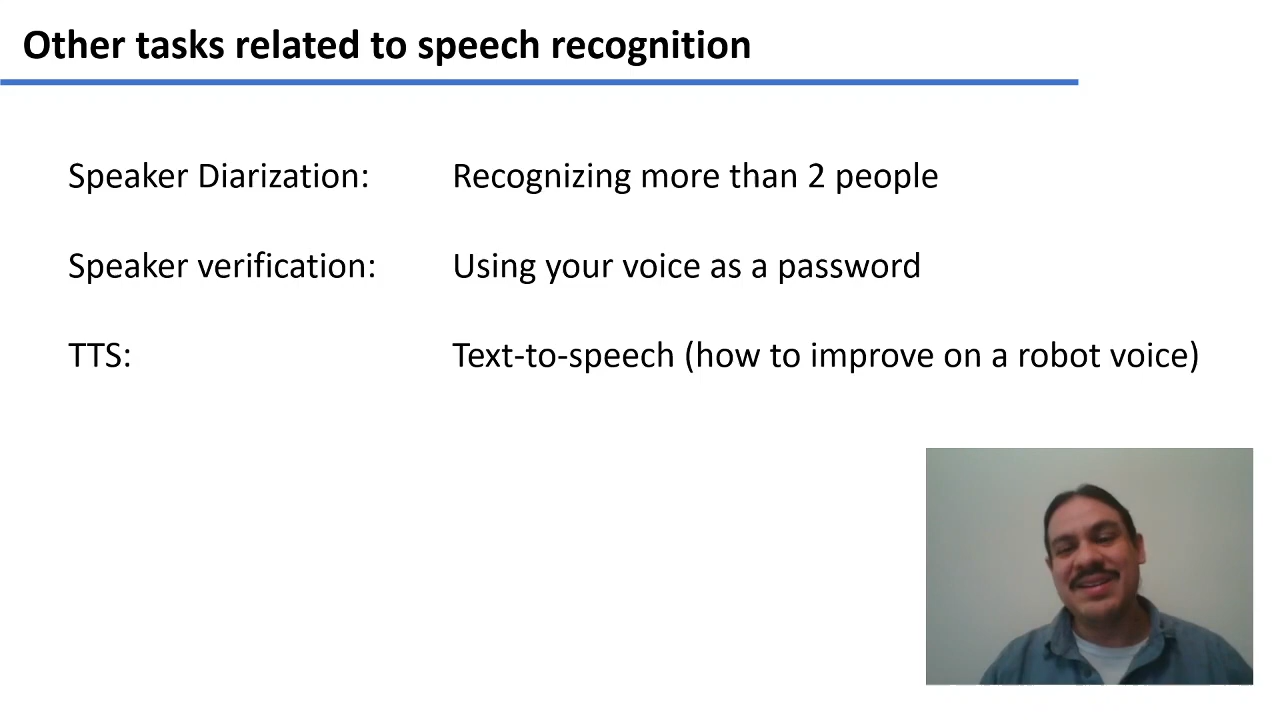 Other tasks related to speech recognition
Speaker Diarization: Recognizing more than 2 people
Speaker verification: Using your voice as a password
TTS: Text-to-speech (how to improve on a robot voice)